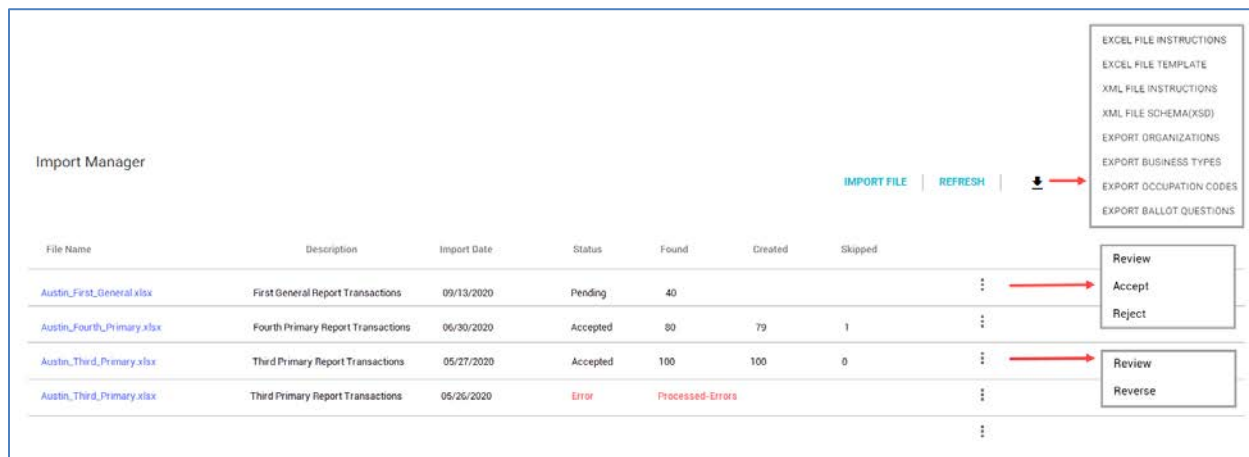 EXCEL FILE INSTRUCTIONS
EXCEL FILE TEMPLATE
XML FILE INSTRUCTIONS
XML FILE SCHEMA(XSD)
EXPORT ORGANIZATIONS
EXPORT BUSINESS TYPES
EXPORT OCCUPATION CODES
EXPORT BALLOT QUESTIONS
Import Manager
IMPORT FILE REFRESH
File Name Description Import Date Status Found Created Skipped
Austin_First_General.xlsx First General Report Transactions 09/13/2020 Pending 40
Austin_Fourth_Primary.xlsx Fourth Primary Report Transactions 06/30/2020 Accepted 80 79 1
Austin_Third_Primary.xlsx Third Primary Report Transactions 05/27/2020 Accepted 100 100 0
Austin_Third_Primary.xlsx Third Primary Report Transactions 05/26/2020 Error Processed-Errors
Review
Accept
Reject
Review
Reverse